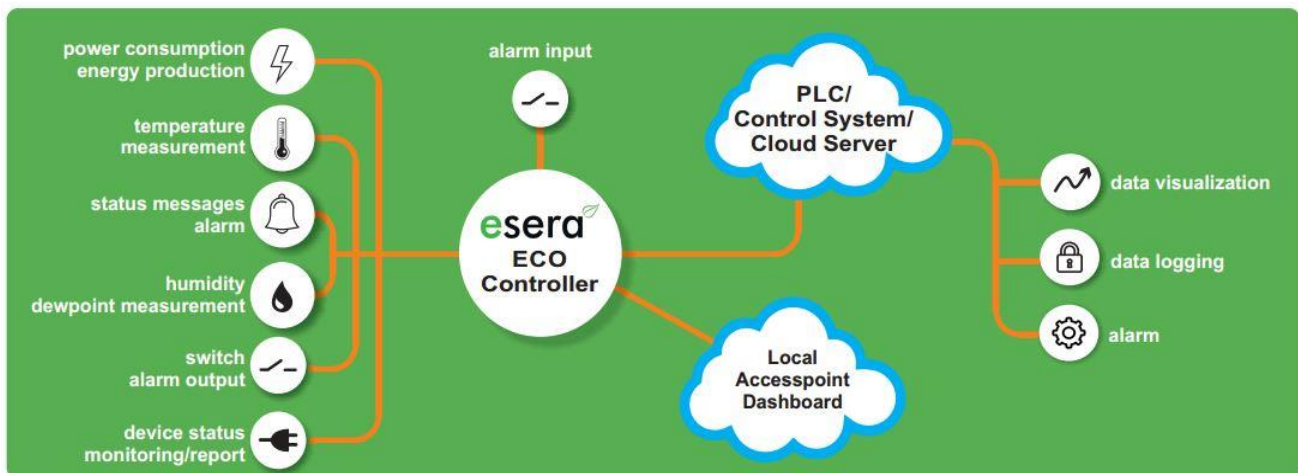 power consumption
energy production
temperature
measurement
status messages
alarm
humidity
dewpoint measurement
switch
alarm output
device status
monitoring/report
alarm input
esera
ECO
Controller
PLC/
Control System/
Cloud Server
Local
Accesspoint
Dashboard
data visualization
data logging
alarm